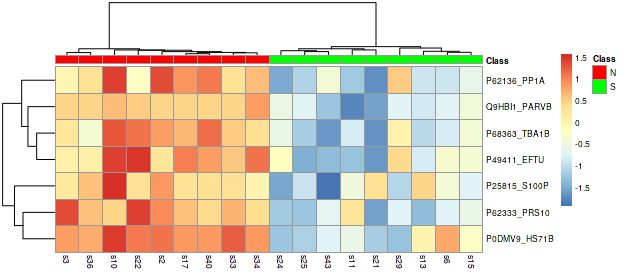 Class
P62136_PP1A
Q9HBI1_PARVB
P68363_TBA1B
P49411_EFTU
P25815_S100P
P62333_PRS10
P0DMV9_HS71B
s3 s36 s10 s22 s2 s17 s40 s33 s34 s24 s25 s43 s11 s21 s29 s13 s6 s15
1.5
1
0.5
0
-0.5
-1
-1.5
Class
N
S